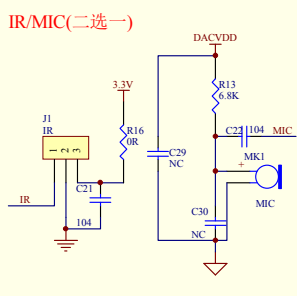 IR/MIC(二选一)
DACVDD
3.3V
R13
6.8K
J1
IR
R16
0R
C22
104
MIC
1
2
3
C29
NC
MK1
+
C21
IR
MIC
C30
104
NC